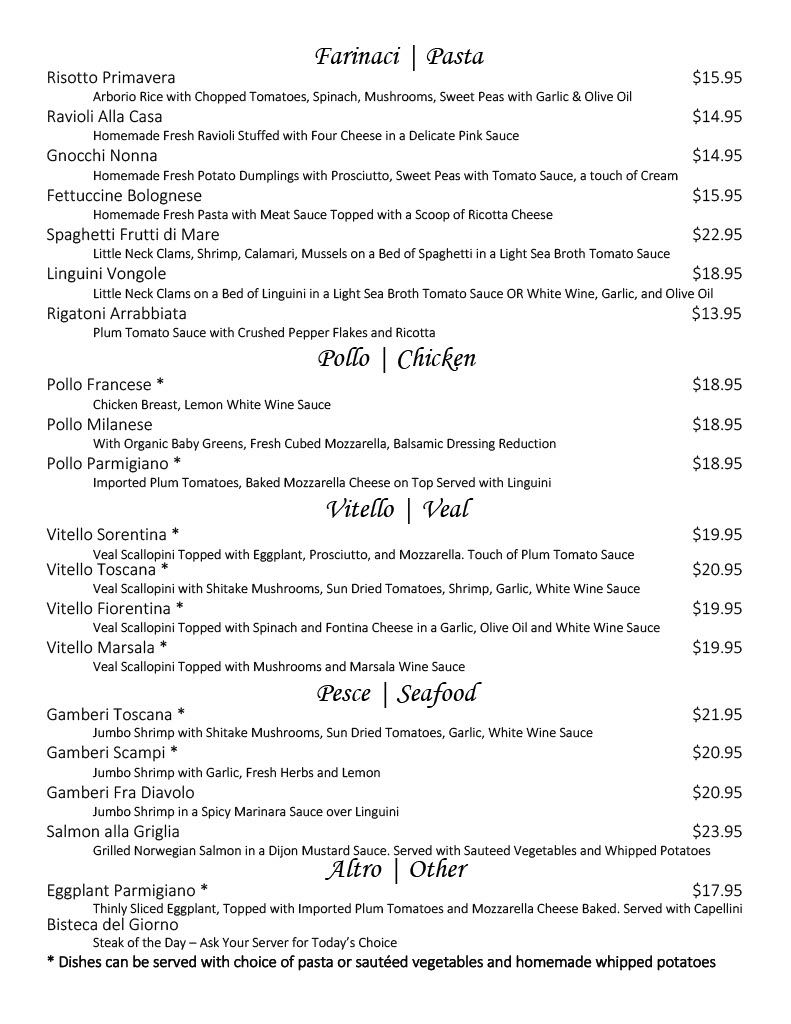 Farinaci | Pasta
Risotto Primavera $15.95
Arborio Rice with Chopped Tomatoes, Spinach, Mushrooms, Sweet Peas with Garlic & Olive Oil
Ravioli Alla Casa $14.95
Homemade Fresh Ravioli Stuffed with Four Cheese in a Delicate Pink Sauce
Gnocchi Nonna $14.95
Homemade Fresh Potato Dumplings with Prosciutto, Sweet Peas with Tomato Sauce, a touch of Cream
Fettuccine Bolognese $15.95
Homemade Fresh Pasta with Meat Sauce Topped with a Scoop of Ricotta Cheese
Spaghetti Frutti di Mare $22.95
Little Neck Clams, Shrimp, Calamari, Mussels on a Bed of Spaghetti in a Light Sea Broth Tomato Sauce
Linguini Vongole $18.95
Little Neck Clams on a Bed of Linguini in a Light Sea Broth Tomato Sauce OR White Wine, Garlic, and Olive Oil
Rigatoni Arrabbiata $13.95
Plum Tomato Sauce with Crushed Pepper Flakes and Ricotta
Pollo | Chicken
Pollo Francese * $18.95
Chicken Breast, Lemon White Wine Sauce
Pollo Milanese $18.95
With Organic Baby Greens, Fresh Cubed Mozzarella, Balsamic Dressing Reduction
Pollo Parmigiano * $18.95
Imported Plum Tomatoes, Baked Mozzarella Cheese on Top Served with Linguini
Vitello | Veal
Vitello Sorentina * $19.95
Veal Scallopini Topped with Eggplant, Prosciutto, and Mozzarella. Touch of Plum Tomato Sauce
Vitello Toscana * $20.95
Veal Scallopini with Shitake Mushrooms, Sun Dried Tomatoes, Shrimp, Garlic, White Wine Sauce
Vitello Fiorentina * $19.95
Veal Scallopini Topped with Spinach and Fontina Cheese in a Garlic, Olive Oil and White Wine Sauce
Vitello Marsala * $19.95
Veal Scallopini Topped with Mushrooms and Marsala Wine Sauce
Pesce | Seafood
Gamberi Toscana * $21.95
Jumbo Shrimp with Shitake Mushrooms, Sun Dried Tomatoes, Garlic, White Wine Sauce
Gamberi Scampi * $20.95
Jumbo Shrimp with Garlic, Fresh Herbs and Lemon
Gamberi Fra Diavolo $20.95
Jumbo Shrimp in a Spicy Marinara Sauce over Linguini
Salmon alla Griglia $23.95
Grilled Norwegian Salmon in a Dijon Mustard Sauce. Served with Sauteed Vegetables and Whipped Potatoes
Altro | Other
Eggplant Parmigiano * $17.95
Thinly Sliced Eggplant, Topped with Imported Plum Tomatoes and Mozzarella Cheese Baked. Served with Capellini
Bisteca del Giorno
Steak of the Day – Ask Your Server for Today’s Choice
* Dishes can be served with choice of pasta or sautéed vegetables and homemade whipped potatoes